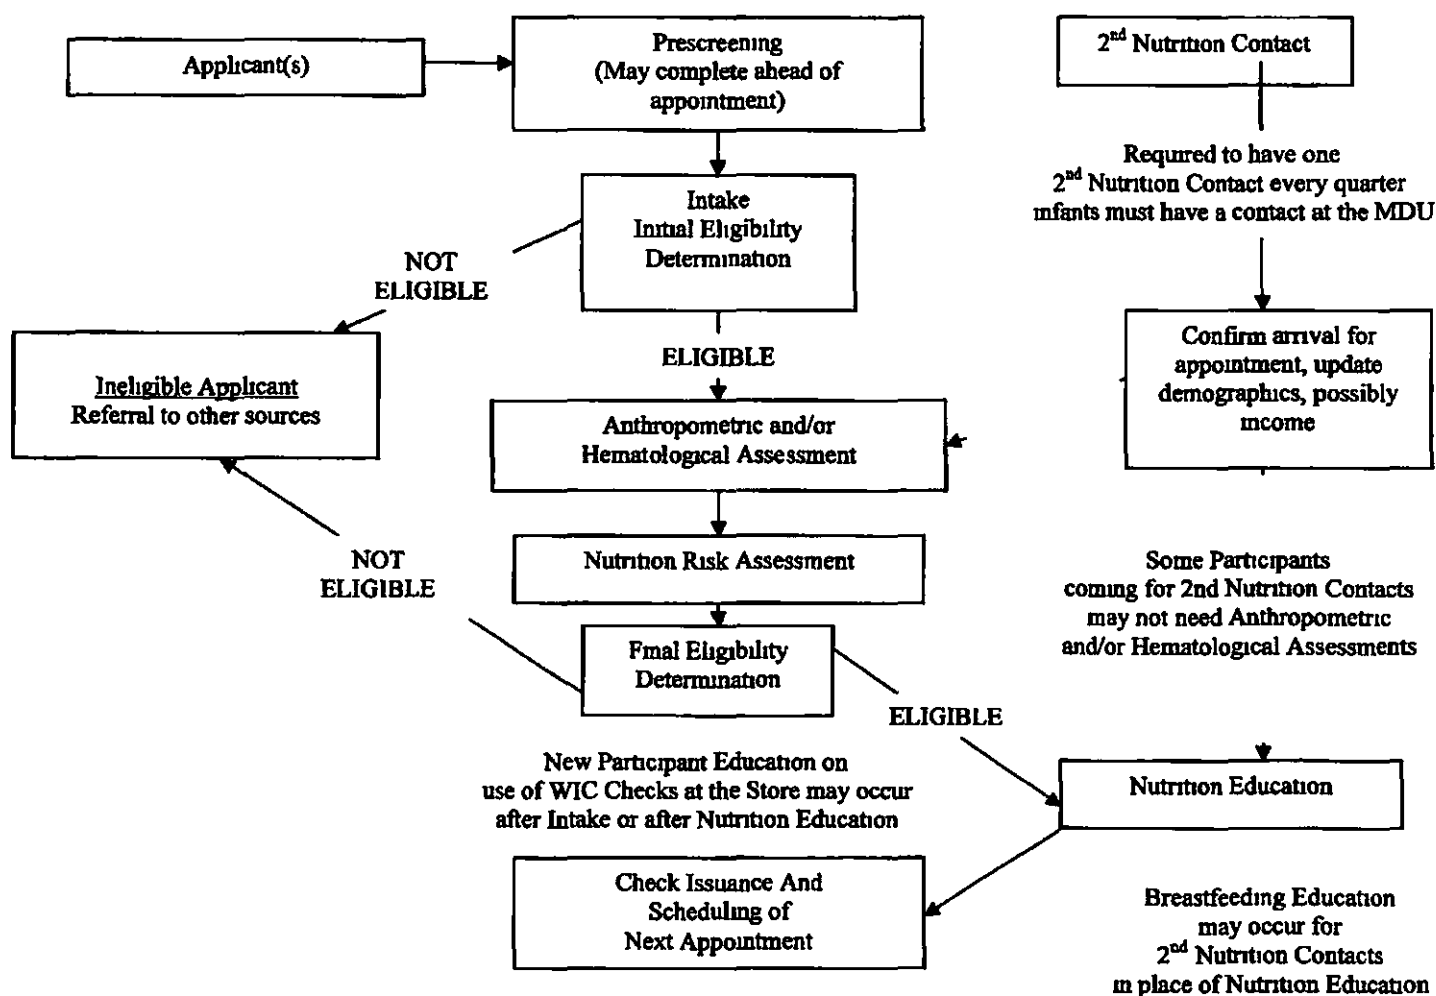 Applicant(s)
Prescreening
(May complete ahead of
appointment)
2nd Nutrition Contact
Required to have one
2nd Nutrition Contact every quarter
infants must have a contact at the MDU
Intake
Initial Eligibility
Determination
NOT
ELIGIBLE
ELIGIBLE
Ineligible Applicant
Referral to other sources
Confirm arrival for
appointment, update
demographics, possibly
income
Anthropometric and/or
Hematological Assessment
Nutrition Risk Assessment
NOT
ELIGIBLE
Some Participants
coming for 2nd Nutrition Contacts
may not need Anthropometric
and/or Hematological Assessments
Final Eligibility
Determination
ELIGIBLE
New Participant Education on
use of WIC Checks at the Store may occur
after Intake or after Nutrition Education
Nutrition Education
Check Issuance And
Scheduling of
Next Appointment
Breastfeeding Education
may occur for
2nd Nutrition Contacts
in place of Nutrition Education